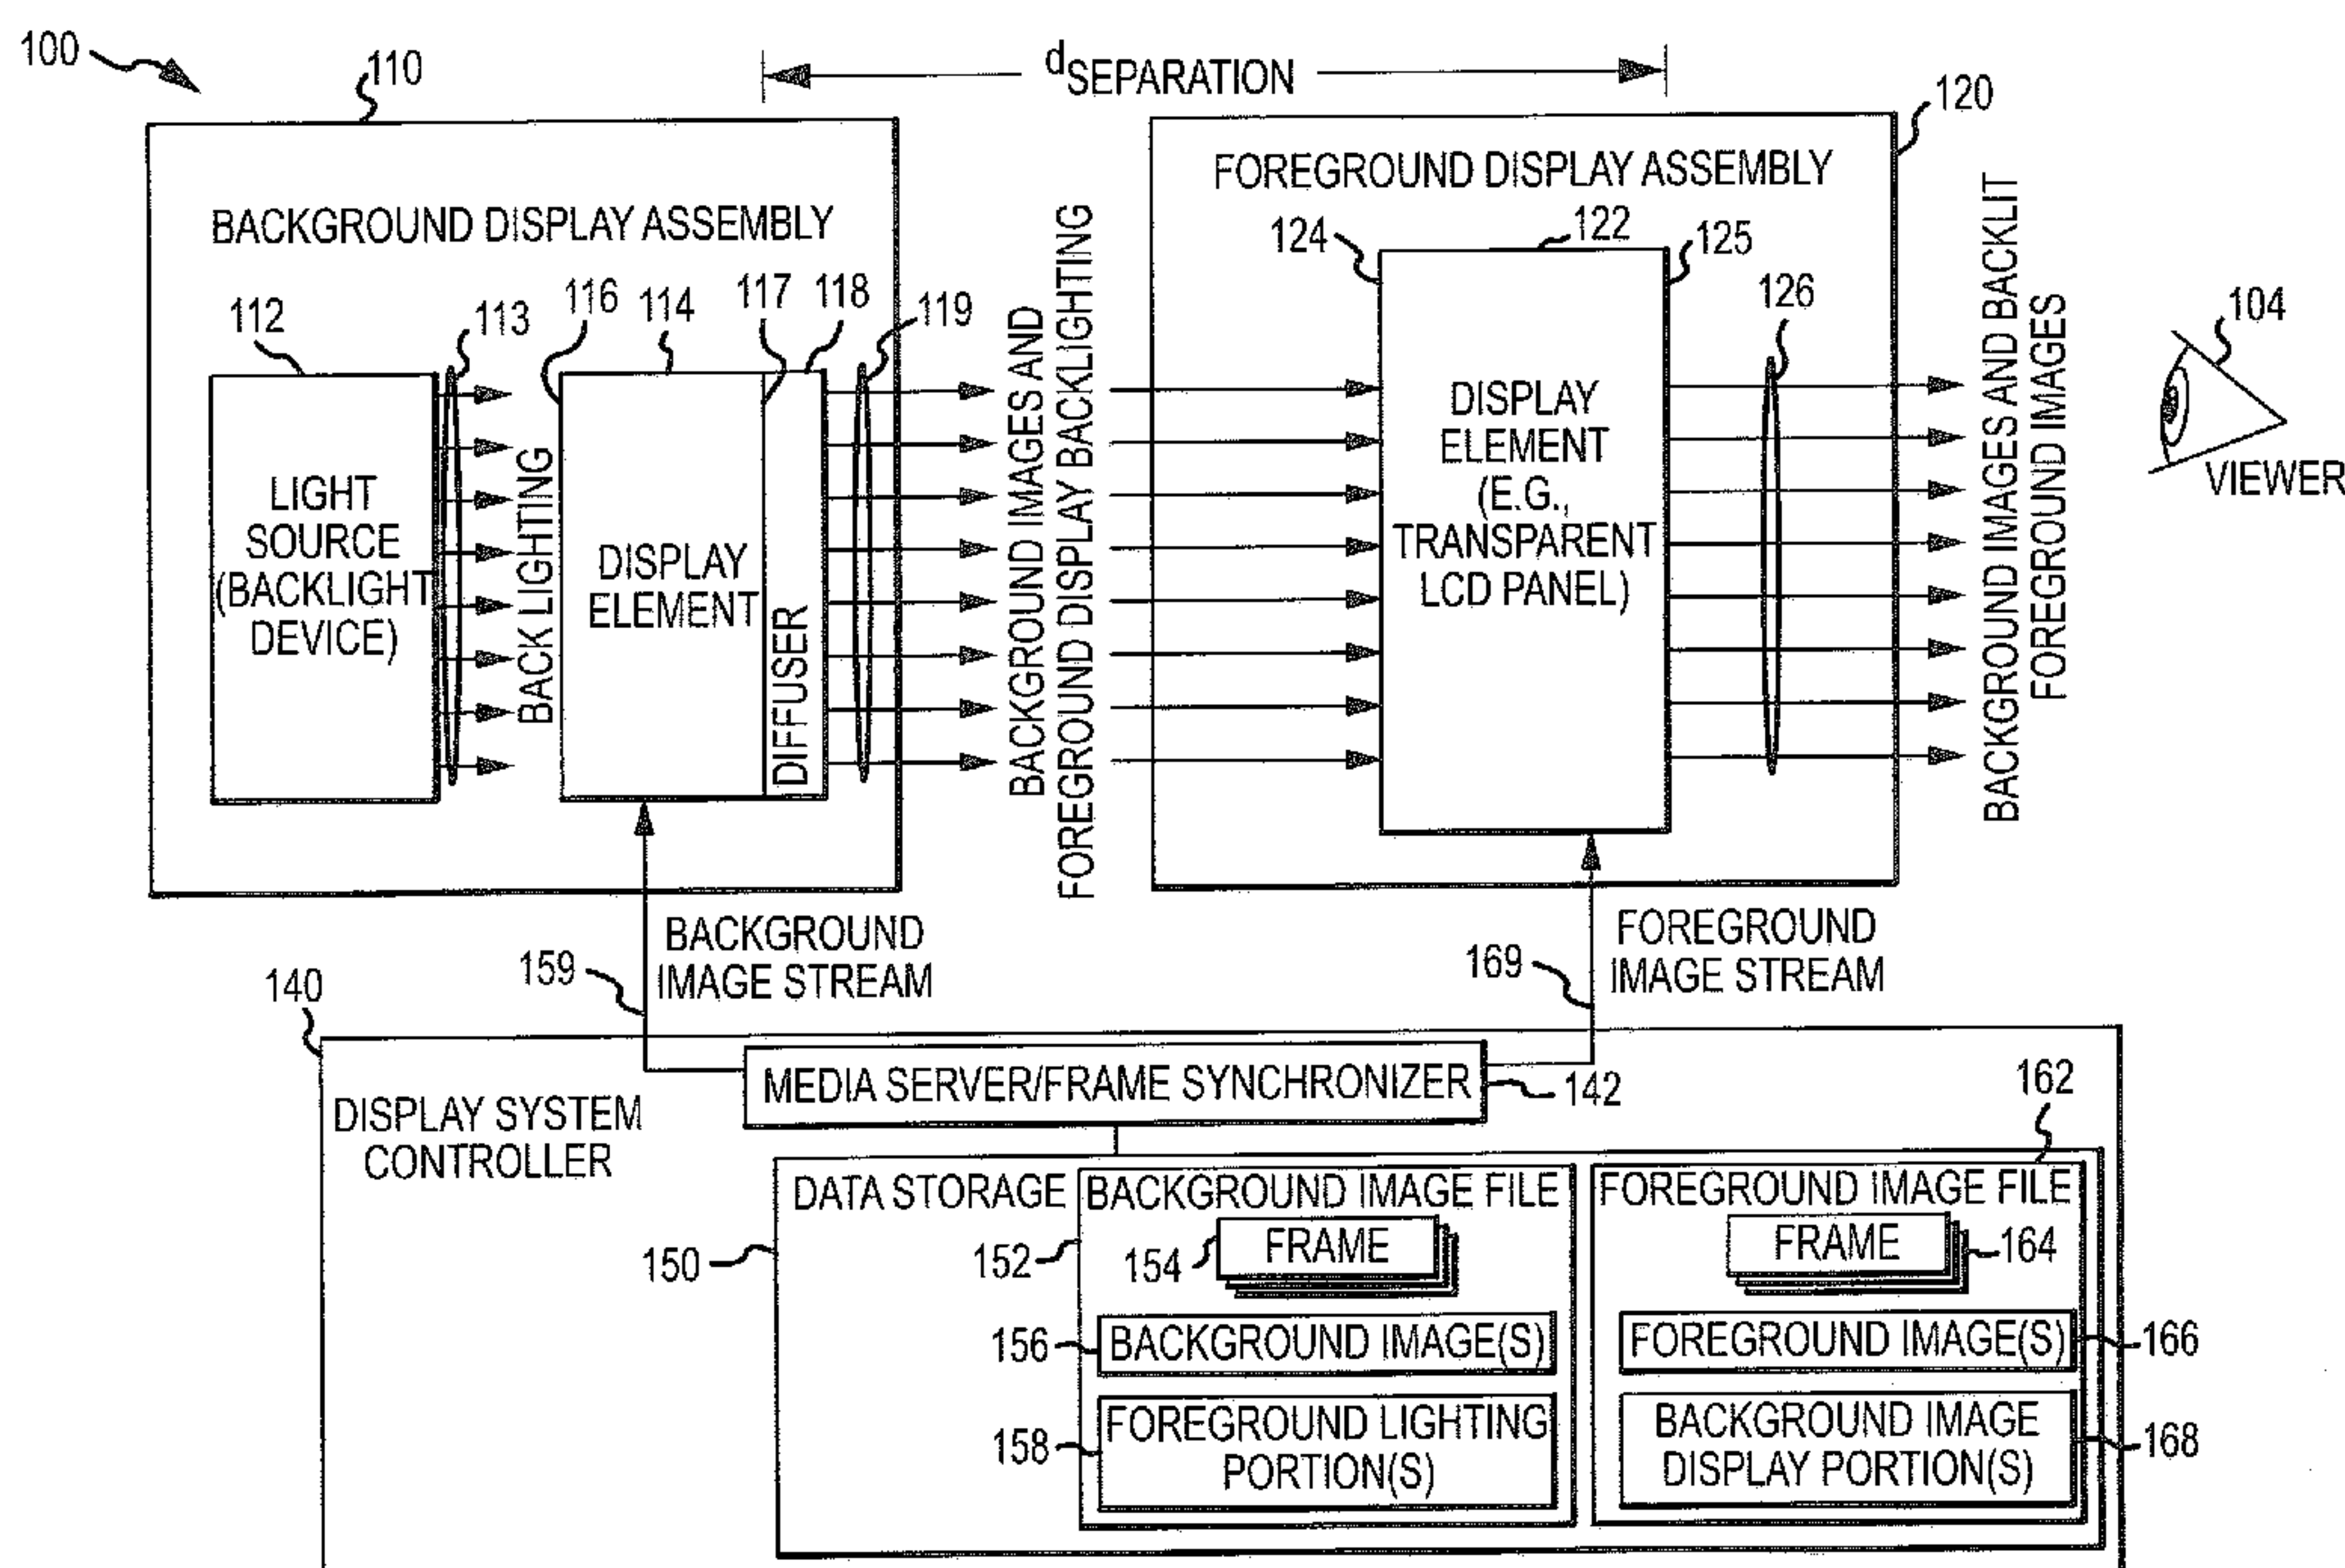 100
110
dSEPARATION
120
BACKGROUND DISPLAY ASSEMBLY
112
113
116
114
117
118
119
LIGHT
SOURCE
(BACKLIGHT
DEVICE)
BACK LIGHTING
DISPLAY
ELEMENT
DIFFUSER
BACKGROUND IMAGES AND
FOREGROUND DISPLAY BACKLIGHTING
FOREGROUND DISPLAY ASSEMBLY
124
122
125
126
DISPLAY
ELEMENT
(E.G.,
TRANSPARENT
LCD PANEL)
BACKGROUND IMAGES AND BACKLIT
FOREGROUND IMAGES
104
VIEWER
159
BACKGROUND
IMAGE STREAM
169
FOREGROUND
IMAGE STREAM
140
DISPLAY SYSTEM
CONTROLLER
MEDIA SERVER/FRAME SYNCHRONIZER
142
162
DATA STORAGE
150
BACKGROUND IMAGE FILE
152
154
FRAME
156
BACKGROUND IMAGE(S)
158
FOREGROUND LIGHTING
PORTION(S)
FOREGROUND IMAGE FILE
FRAME
164
FOREGROUND IMAGE(S)
166
BACKGROUND IMAGE
DISPLAY PORTION(S)
168